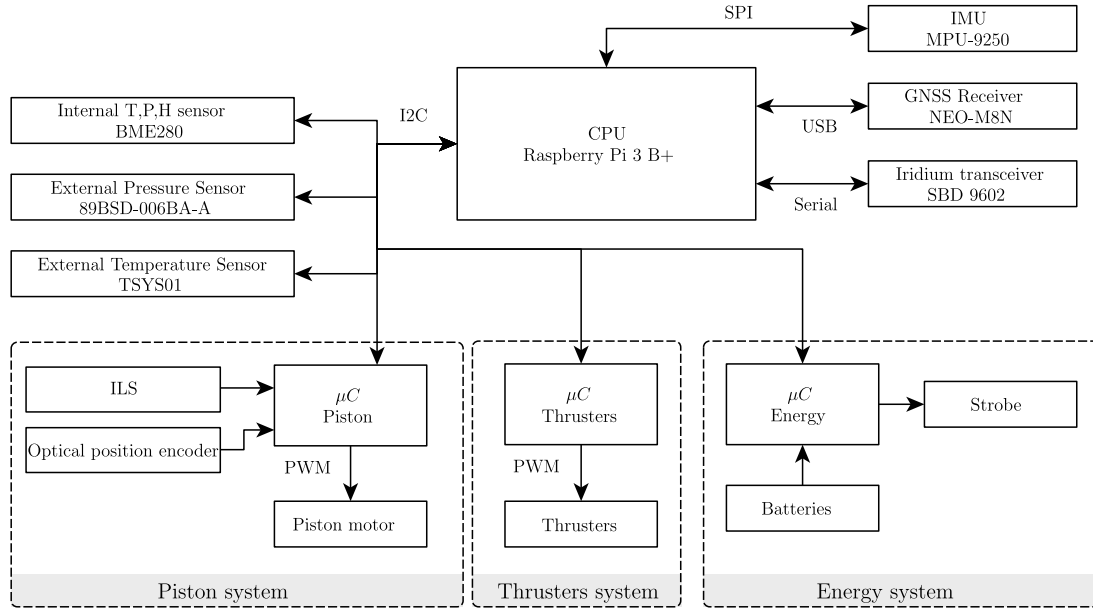 SPI
IMU
MPU-9250
Internal T,P,H sensor
BME280
I2C
CPU
Raspberry Pi 3 B+
USB
GNSS Receiver
NEO-M8N
External Pressure Sensor
89BSD-006BA-A
Serial
Iridium transceiver
SBD 9602
External Temperature Sensor
TSYS01
ILS
Optical position encoder
μC
Piston
PWM
Piston motor
Piston system
μC
Thrusters
PWM
Thrusters
Thrusters system
μC
Energy
Strobe
Batteries
Energy system